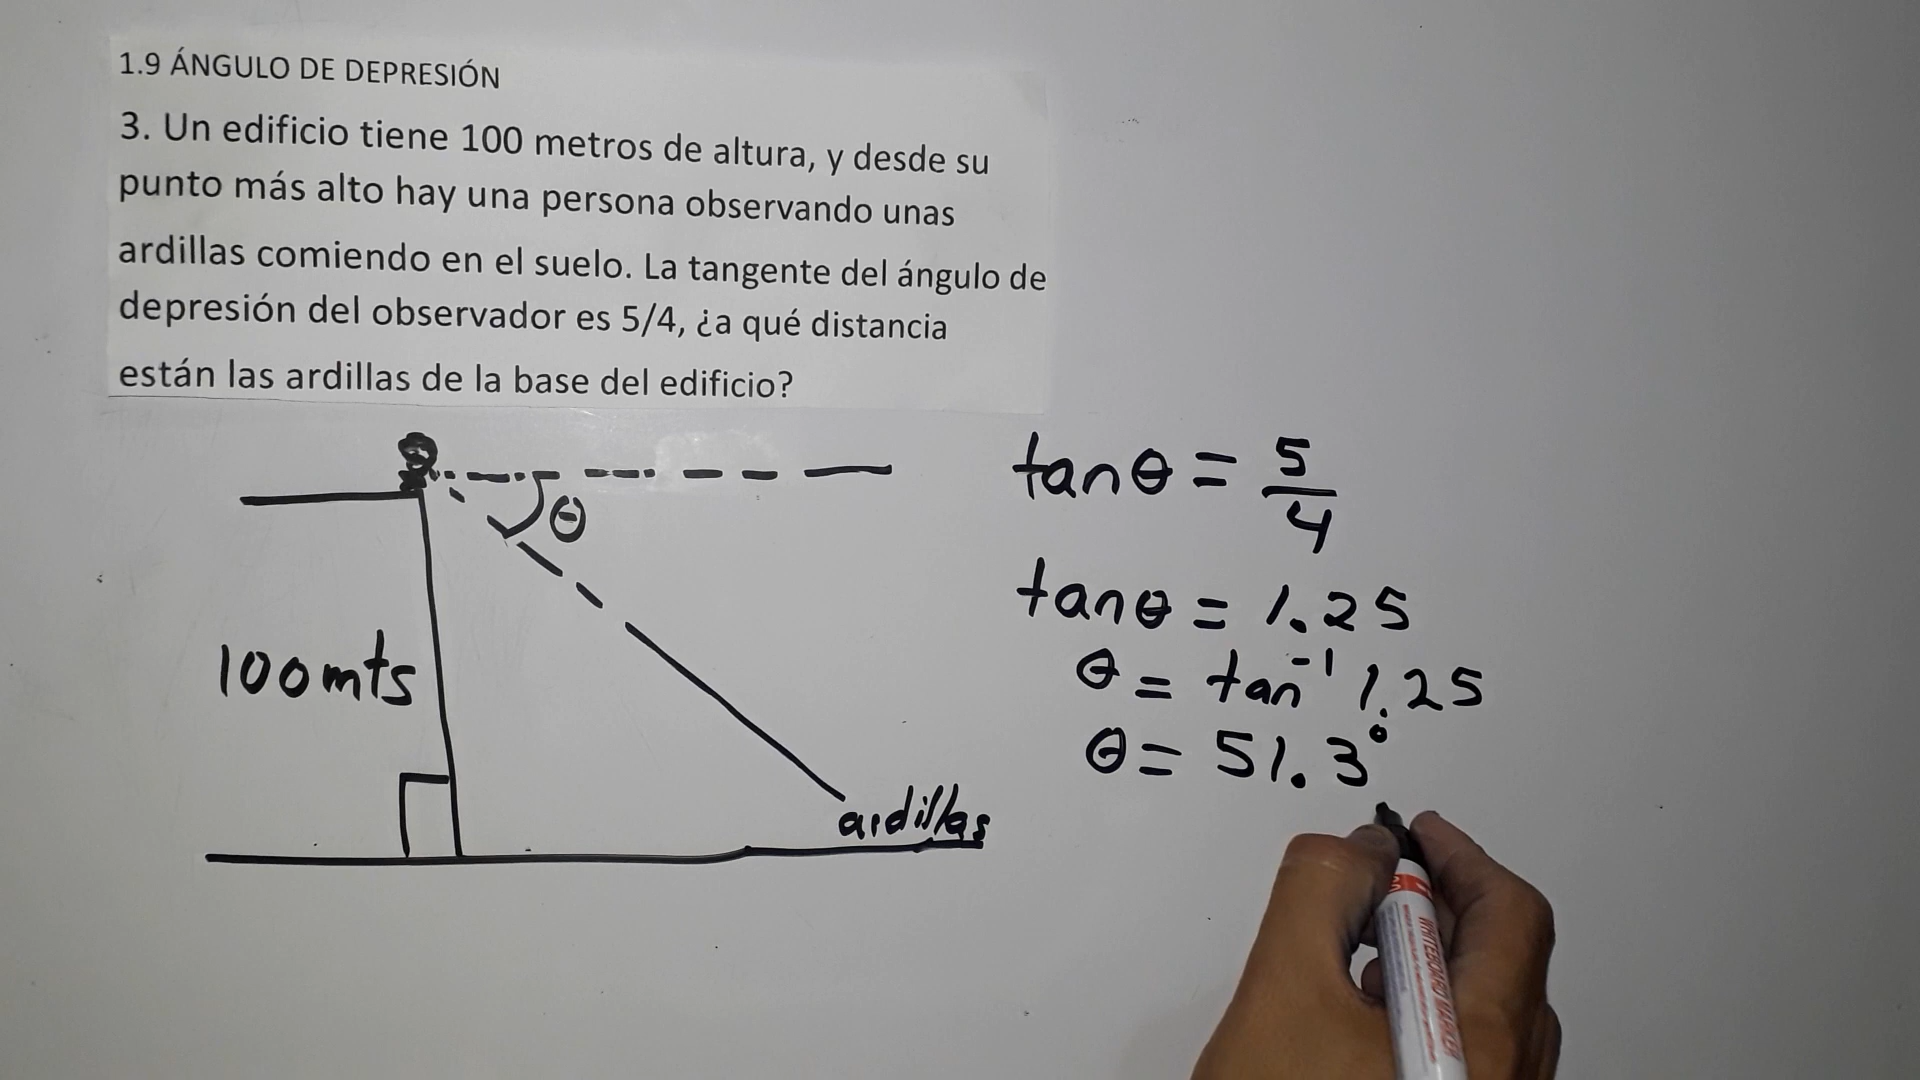 1.9 ÁNGULO DE DEPRESIÓN
3. Un edificio tiene 100 metros de altura, y desde su
punto más alto hay una persona observando unas
ardillas comiendo en el suelo. La tangente del ángulo de
depresión del observador es 5/4, ¿a qué distancia
están las ardillas de la base del edificio?
θ
100mts
ardillas
tanθ = 5/4
tanθ = 1.25
θ = tan⁻¹ 1.25
θ = 51.3°
WHITEBOARD MARKER